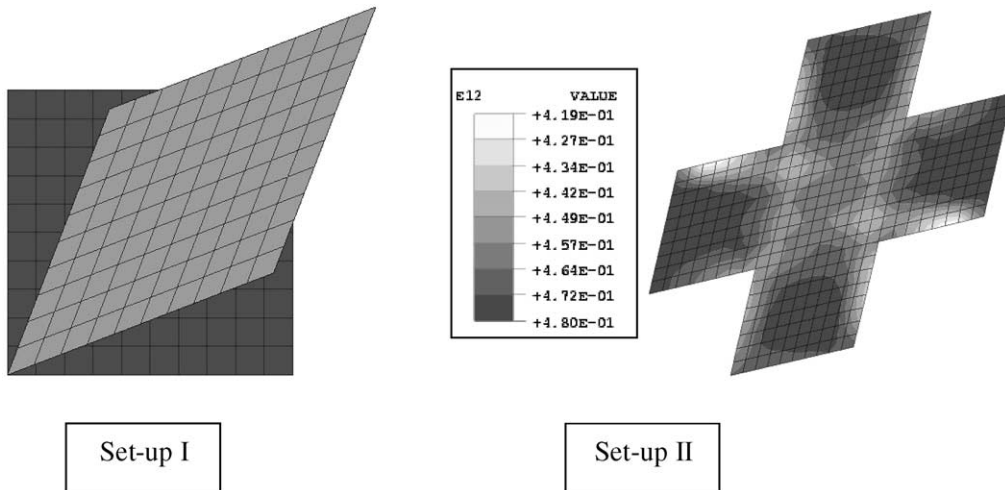 E12 VALUE
+4.19E-01
+4.27E-01
+4.34E-01
+4.42E-01
+4.49E-01
+4.57E-01
+4.64E-01
+4.72E-01
+4.80E-01
Set-up I
Set-up II